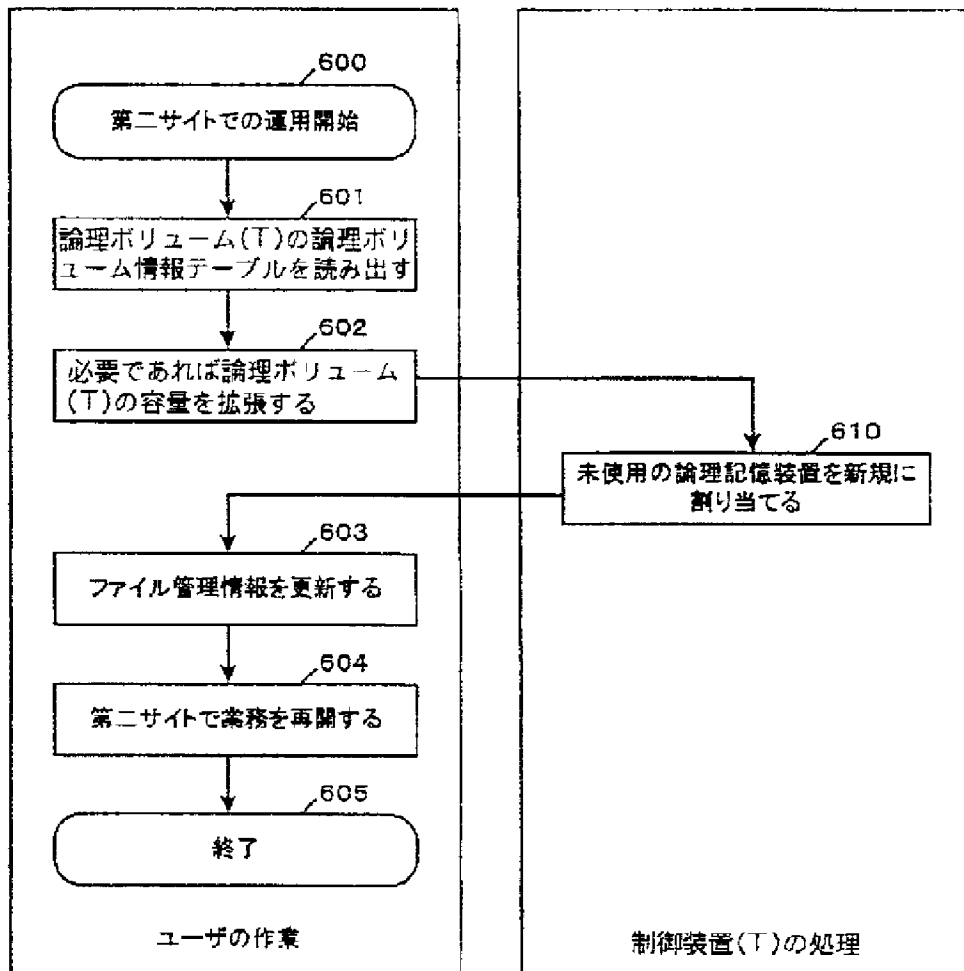 600
第二サイトでの運用開始
601
論理ボリューム(T)の論理ボリ
ューム情報テーブルを読み出す
602
必要であれば論理ボリューム
(T)の容量を拡張する
610
未使用の論理記憶装置を新規に
割り当てる
603
ファイル管理情報を更新する
604
第二サイトで業務を再開する
605
終了
ユーザの作業
制御装置(T)の処理